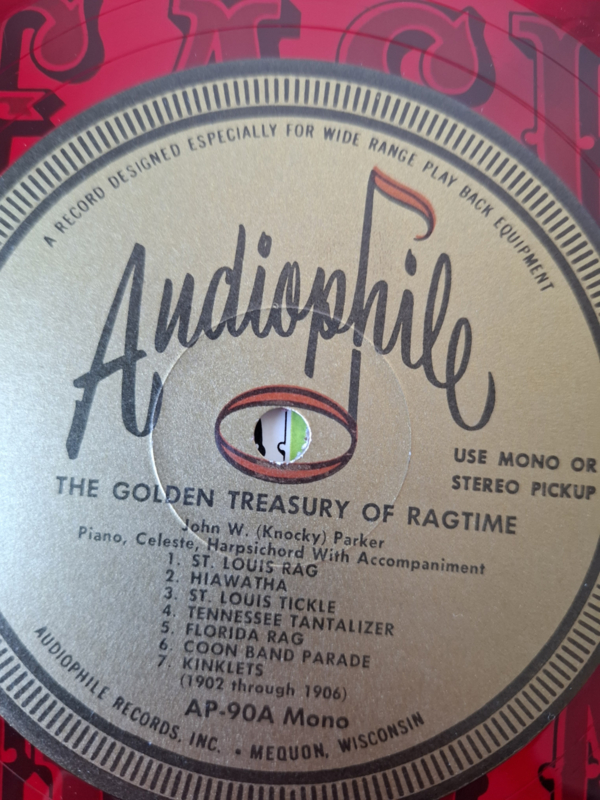 A RECORD DESIGNED ESPECIALLY FOR WIDE RANGE PLAY BACK EQUIPMENT
Audiophile
USE MONO OR
STEREO PICKUP
THE GOLDEN TREASURY OF RAGTIME
John W. (Knocky) Parker
Piano, Celeste, Harpsichord With Accompaniment
1. ST. LOUIS RAG
2. HIAWATHA
3. ST. LOUIS TICKLE
4. TENNESSEE TANTALIZER
5. FLORIDA RAG
6. COON BAND PARADE
7. KINKLETS
(1902 through 1906)
AP-90A Mono
AUDIOPHILE RECORDS, INC. • MEQUON, WISCONSIN